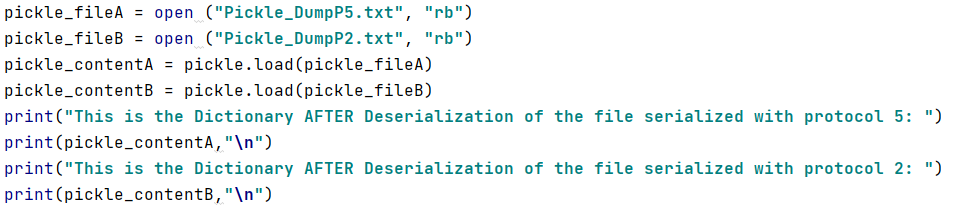 pickle_fileA = open ("Pickle_DumpP5.txt", "rb")
pickle_fileB = open ("Pickle_DumpP2.txt", "rb")
pickle_contentA = pickle.load(pickle_fileA)
pickle_contentB = pickle.load(pickle_fileB)
print("This is the Dictionary AFTER Deserialization of the file serialized with protocol 5: ")
print(pickle_contentA,"\n")
print("This is the Dictionary AFTER Deserialization of the file serialized with protocol 2: ")
print(pickle_contentB,"\n")